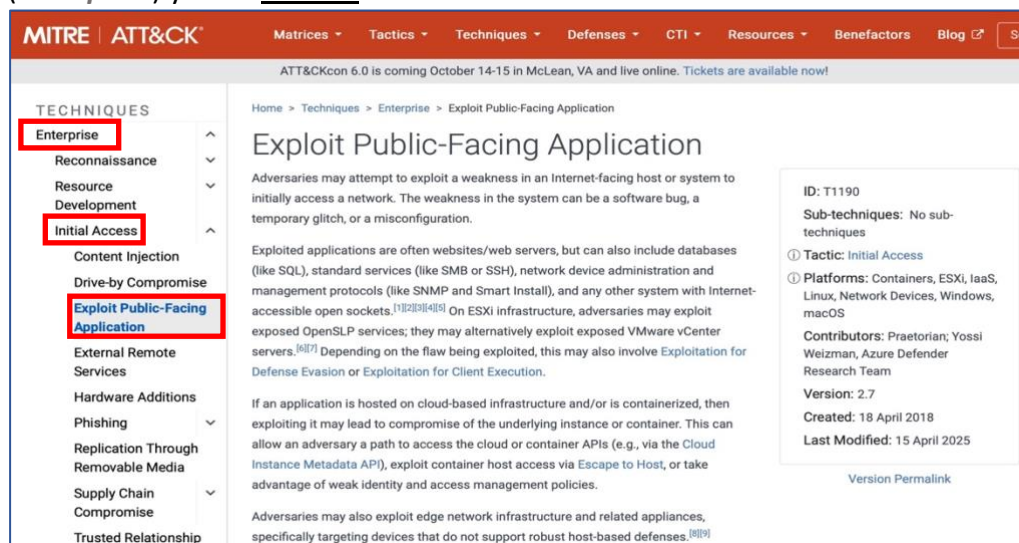 MITRE | ATT&CK®
Matrices Tactics Techniques Defenses CTI Resources Benefactors Blog
ATT&CKcon 6.0 is coming October 14-15 in McLean, VA and live online. Tickets are available now!
TECHNIQUES
Enterprise
Reconnaissance
Resource
Development
Initial Access
Content Injection
Drive-by Compromise
Exploit Public-Facing
Application
External Remote
Services
Hardware Additions
Phishing
Replication Through
Removable Media
Supply Chain
Compromise
Trusted Relationship
Home > Techniques > Enterprise > Exploit Public-Facing Application
Exploit Public-Facing Application
Adversaries may attempt to exploit a weakness in an Internet-facing host or system to
initially access a network. The weakness in the system can be a software bug, a
temporary glitch, or a misconfiguration.
Exploited applications are often websites/web servers, but can also include databases
(like SQL), standard services (like SMB or SSH), network device administration and
management protocols (like SNMP and Smart Install), and any other system with Internet-
accessible open sockets.[1][2][3][4][5] On ESXi infrastructure, adversaries may exploit
exposed OpenSLP services; they may alternatively exploit exposed VMware vCenter
servers.[6][7] Depending on the flaw being exploited, this may also involve Exploitation for
Defense Evasion or Exploitation for Client Execution.
If an application is hosted on cloud-based infrastructure and/or is containerized, then
exploiting it may lead to compromise of the underlying instance or container. This can
allow an adversary a path to access the cloud or container APIs (e.g., via the Cloud
Instance Metadata API), exploit container host access via Escape to Host, or take
advantage of weak identity and access management policies.
Adversaries may also exploit edge network infrastructure and related appliances,
specifically targeting devices that do not support robust host-based defenses.[8][9]
ID: T1190
Sub-techniques: No sub-
techniques
Tactic: Initial Access
Platforms: Containers, ESXi, IaaS,
Linux, Network Devices, Windows,
macOS
Contributors: Praetorian; Yossi
Weizman, Azure Defender
Research Team
Version: 2.7
Created: 18 April 2018
Last Modified: 15 April 2025
Version Permalink